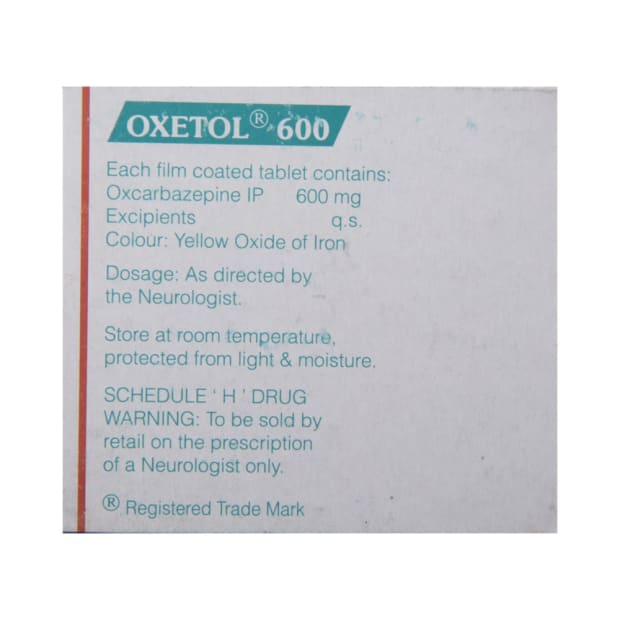 OXETOL® 600
Each film coated tablet contains:
Oxcarbazepine IP 600 mg
Excipients q.s.
Colour: Yellow Oxide of Iron
Dosage: As directed by
the Neurologist.
Store at room temperature,
protected from light & moisture.
SCHEDULE ' H ' DRUG
WARNING: To be sold by
retail on the prescription
of a Neurologist only.
® Registered Trade Mark